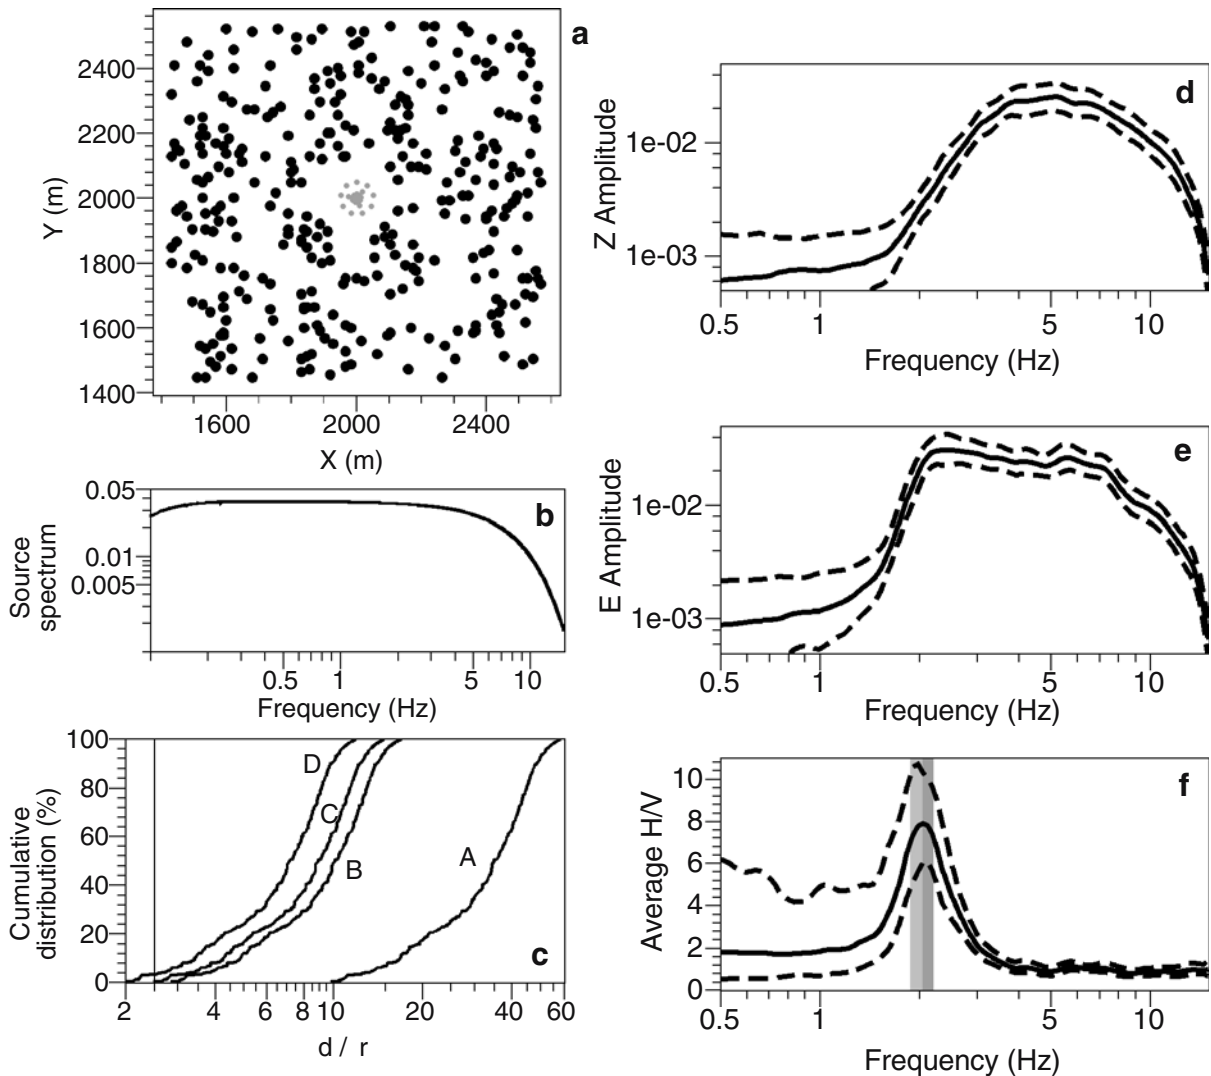 a
2400
2200
2000
1800
1600
1400
Y (m)
1600
2000
2400
X (m)
b
0.05
0.01
0.005
Source
spectrum
0.5
1
5
10
Frequency (Hz)
c
100
80
60
40
20
0
Cumulative
distribution (%)
D
C
B
A
2
4
6
8
10
20
40
60
d / r
d
1e-02
1e-03
Z Amplitude
0.5
1
5
10
Frequency (Hz)
e
1e-02
1e-03
E Amplitude
0.5
1
5
10
Frequency (Hz)
f
10
8
6
4
2
0
Average H/V
0.5
1
5
10
Frequency (Hz)